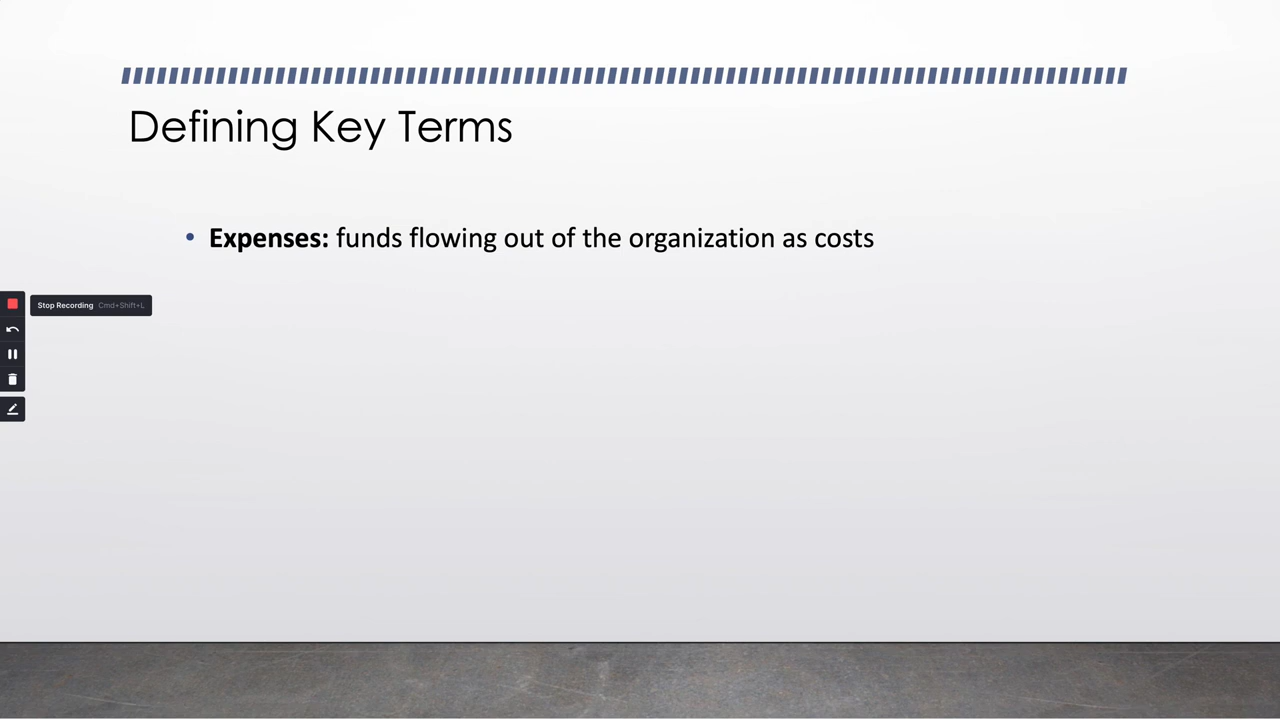 Defining Key Terms
• Expenses: funds flowing out of the organization as costs
Stop Recording Cmd+Shift+L